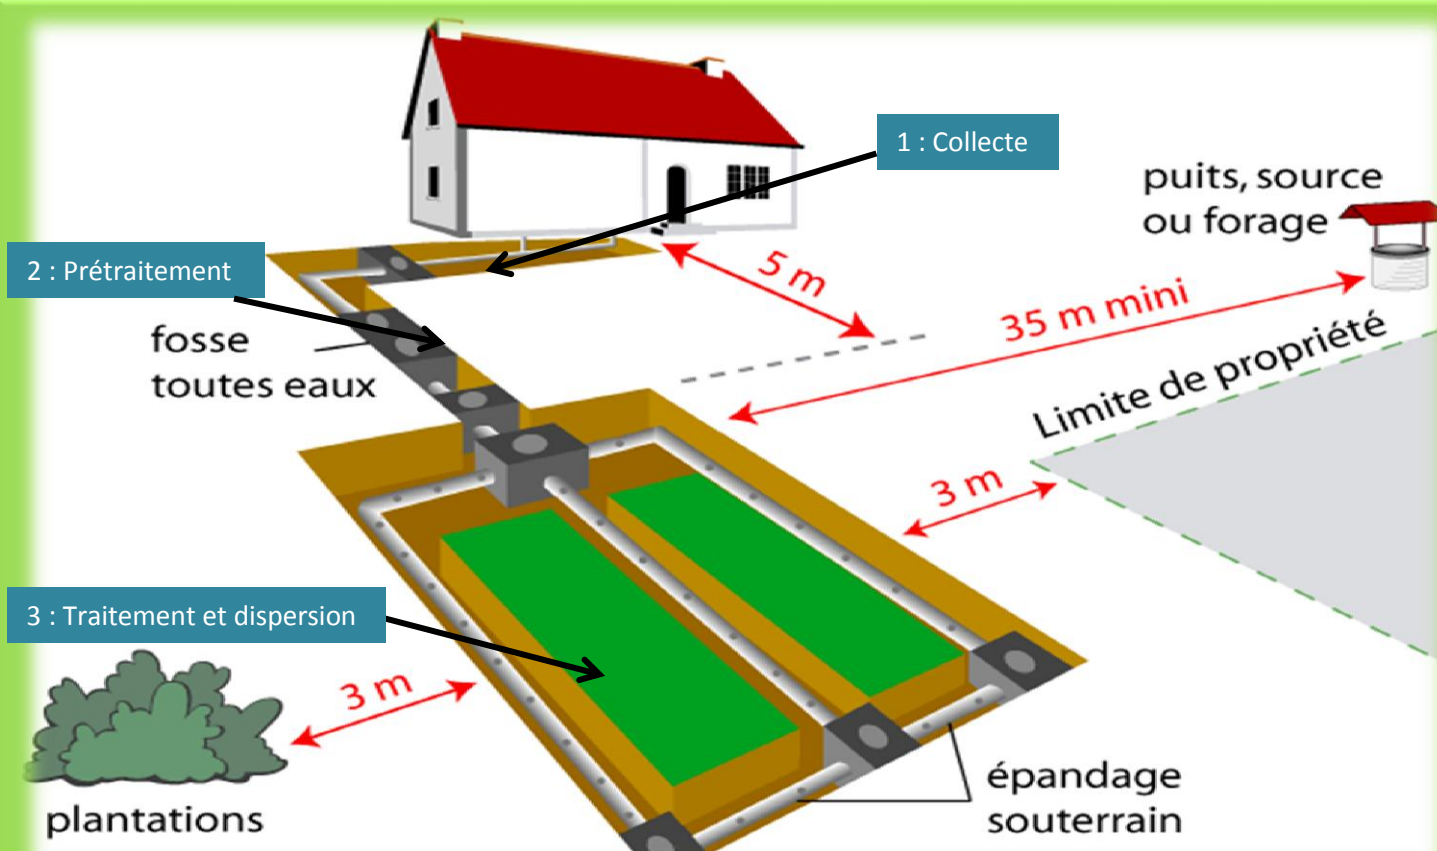 1 : Collecte
puits, source
ou forage
2 : Prétraitement
5 m
35 m mini
fosse
toutes eaux
Limite de propriété
3 m
3 : Traitement et dispersion
3 m
plantations
épandage
souterrain